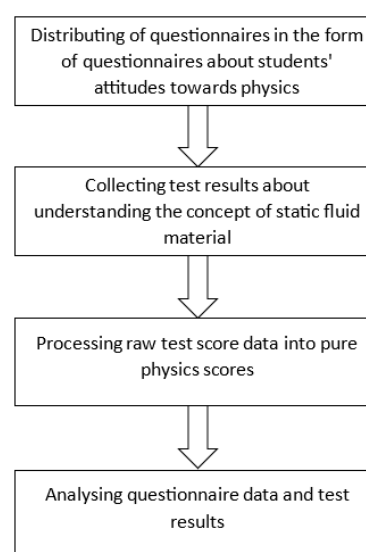 Distributing of questionnaires in the form
of questionnaires about students'
attitudes towards physics
Collecting test results about
understanding the concept of static fluid
material
Processing raw test score data into pure
physics scores
Analysing questionnaire data and test
results